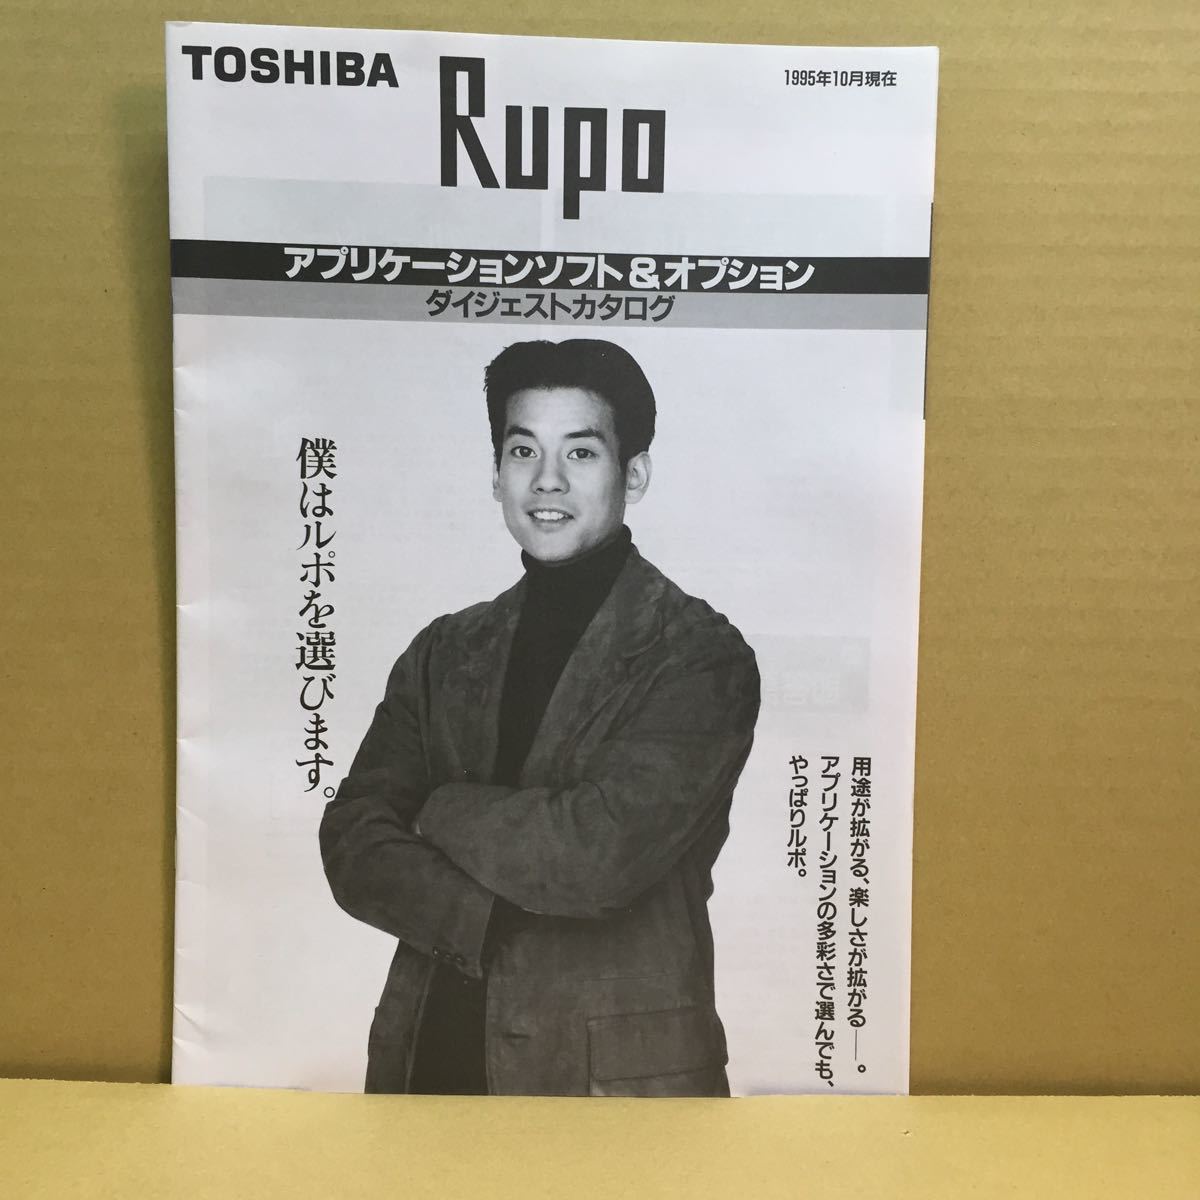 TOSHIBA
Rupo
1995年10月現在
アプリケーションソフト&オプション
ダイジェストカタログ
僕はルポを選びます。
用途が拡がる、楽しさが拡がる――。
アプリケーションの多彩さで選んでも、
やっぱりルポ。